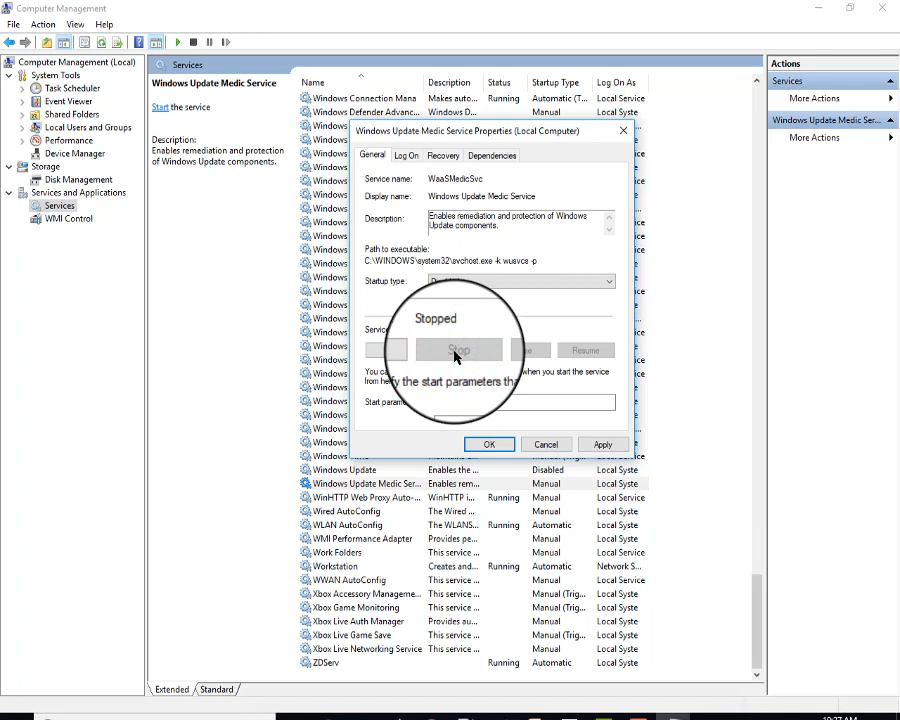 Computer Management
File Action View Help
Computer Management (Local)
System Tools
Task Scheduler
Event Viewer
Shared Folders
Local Users and Groups
Performance
Device Manager
Storage
Disk Management
Services and Applications
Services
WMI Control
Services
Windows Update Medic Service
Start the service
Description:
Enables remediation and protection
of Windows Update components.
Name Description Status Startup Type Log On As
Windows Connection Mana Makes auto... Running Automatic (T... Local Service
Windows Defender Advanc... Windows D... Manual Local Syste
Windows Update Medic Service Properties (Local Computer)
General Log On Recovery Dependencies
Service name: WaaSMedicSvc
Display name: Windows Update Medic Service
Description: Enables remediation and protection of Windows
Update components.
Path to executable:
C:\WINDOWS\system32\svchost.exe -k wusvcs -p
Startup type:
Stopped
Servic
Stop Resume
You ca when you start the service
from he fy the start parameters tha
Start parame
OK Cancel Apply
Windows Update Enables the ... Disabled Local Syste
Windows Update Medic Ser... Enables rem... Manual Local Syste
WinHTTP Web Proxy Auto-... WinHTTP i... Running Manual Local Service
Wired AutoConfig The Wired ... Manual Local Syste
WLAN AutoConfig The WLANS... Running Automatic Local Syste
WMI Performance Adapter Provides pe... Manual Local Syste
Work Folders This service ... Manual Local Service
Workstation Creates and... Running Automatic Network S...
WWAN AutoConfig This service ... Manual Local Service
Xbox Accessory Manageme... This service ... Manual (Trig... Local Syste
Xbox Game Monitoring This service ... Manual (Trig... Local Syste
Xbox Live Auth Manager Provides au... Manual Local Syste
Xbox Live Game Save This service ... Manual (Trig... Local Syste
Xbox Live Networking Service This service ... Manual Local Syste
ZDServ Running Automatic Local Syste
Extended Standard
Actions
Services
More Actions
Windows Update Medic Ser...
More Actions
10:27 AM